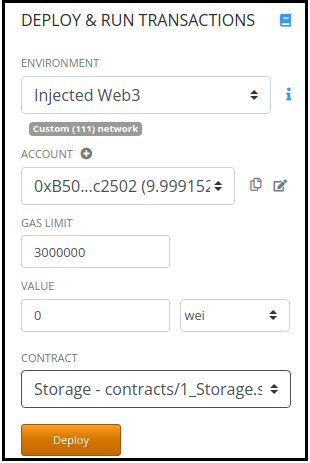 DEPLOY & RUN TRANSACTIONS
ENVIRONMENT
Injected Web3
Custom (111) network
ACCOUNT
0xB50...c2502 (9.999152
GAS LIMIT
3000000
VALUE
0 wei
CONTRACT
Storage - contracts/1_Storage.s
Deploy